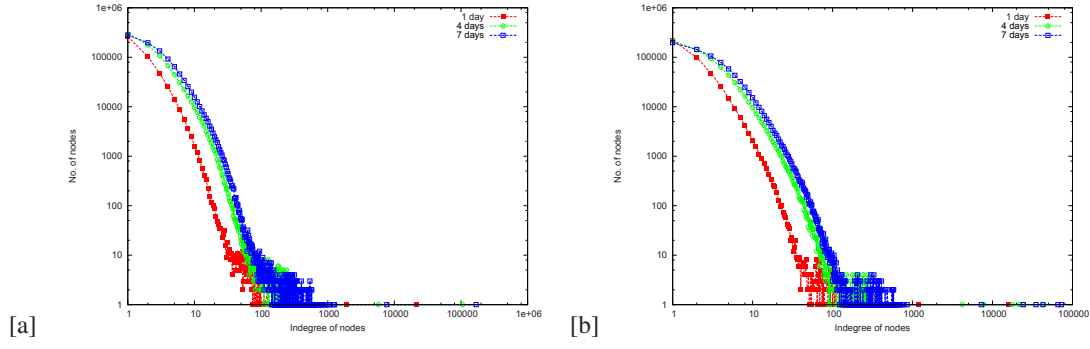 1e+06
100000
10000
1000
100
10
1
1 10 100 1000 10000 100000 1e+06
No. of nodes
Indegree of nodes
1 day
4 days
7 days
[a]
1e+06
100000
10000
1000
100
10
1
1 10 100 1000 10000 100000
No. of nodes
Indegree of nodes
1 day
4 days
7 days
[b]